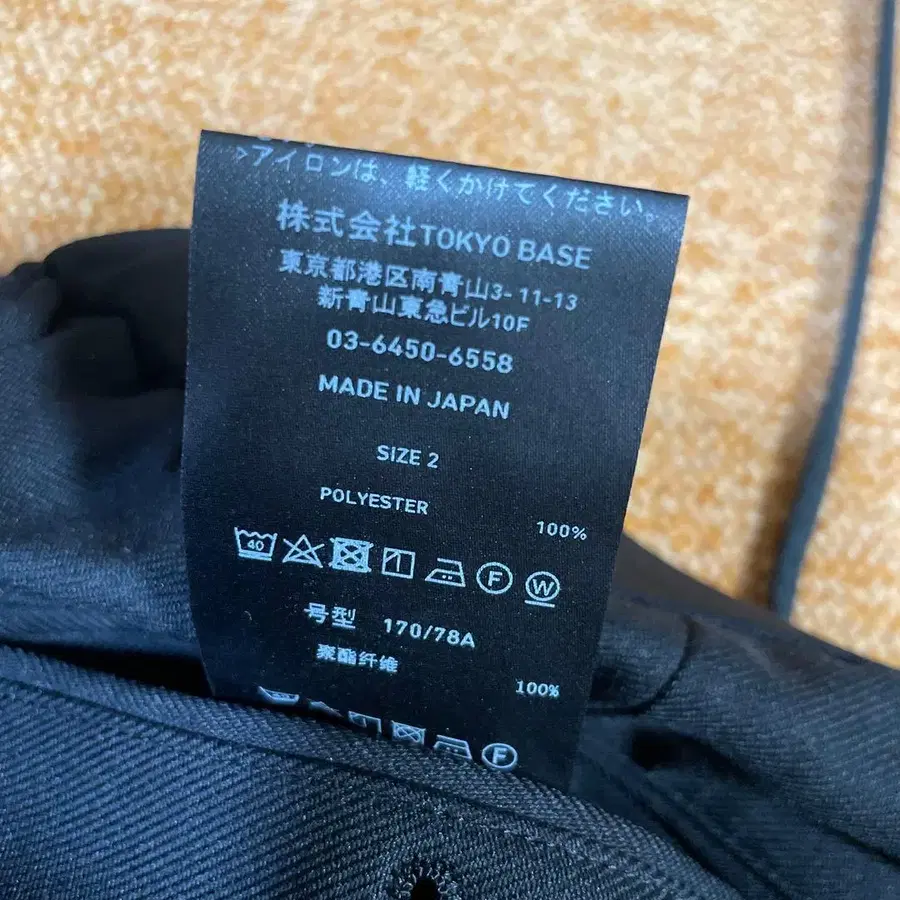 >アイロンは、軽くかけてください。
株式会社TOKYO BASE
東京都港区南青山3-11-13
新青山東急ビル10F
03-6450-6558
MADE IN JAPAN
SIZE 2
POLYESTER 100%
40 F W
号型 170/78A
聚酯纤维 100%
F